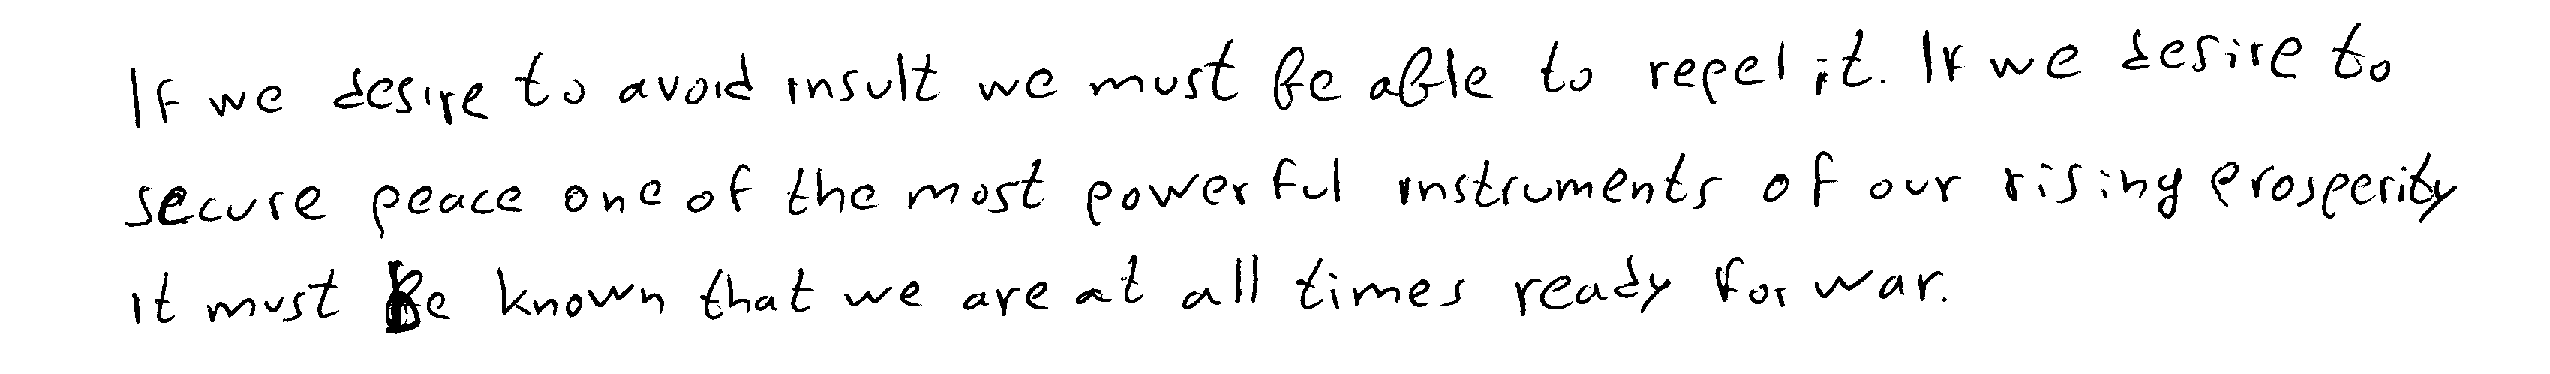 If we desire to avoid insult we must be able to repel it. If we desire to
secure peace one of the most powerful instruments of our rising prosperity
it must be known that we are at all times ready for war.